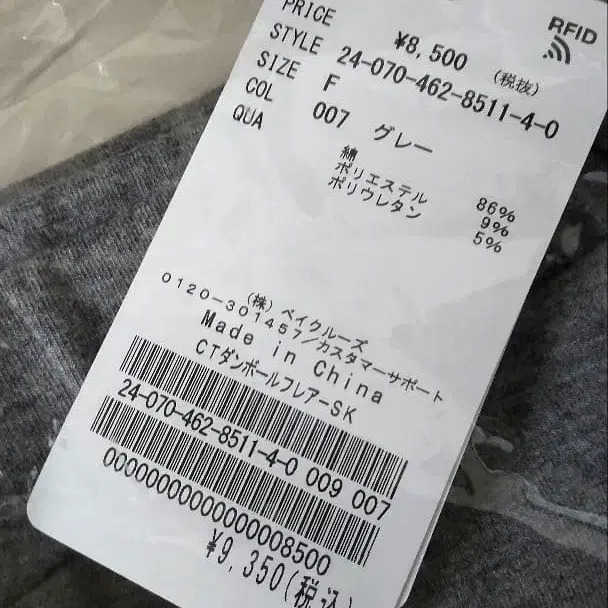 RFID
PRICE ¥8,500 (税抜)
STYLE 24-070-462-8511-4-0
SIZE F
COL 007 グレー
QUA
綿 86%
ポリエステル 9%
ポリウレタン 5%
(株) ベイクルーズ
0120-301457/カスタマーサポート
Made in China
CTダンボールフレアーSK
24-070-462-8511-4-0 009 007
0000000000000008500
¥9,350(税込)